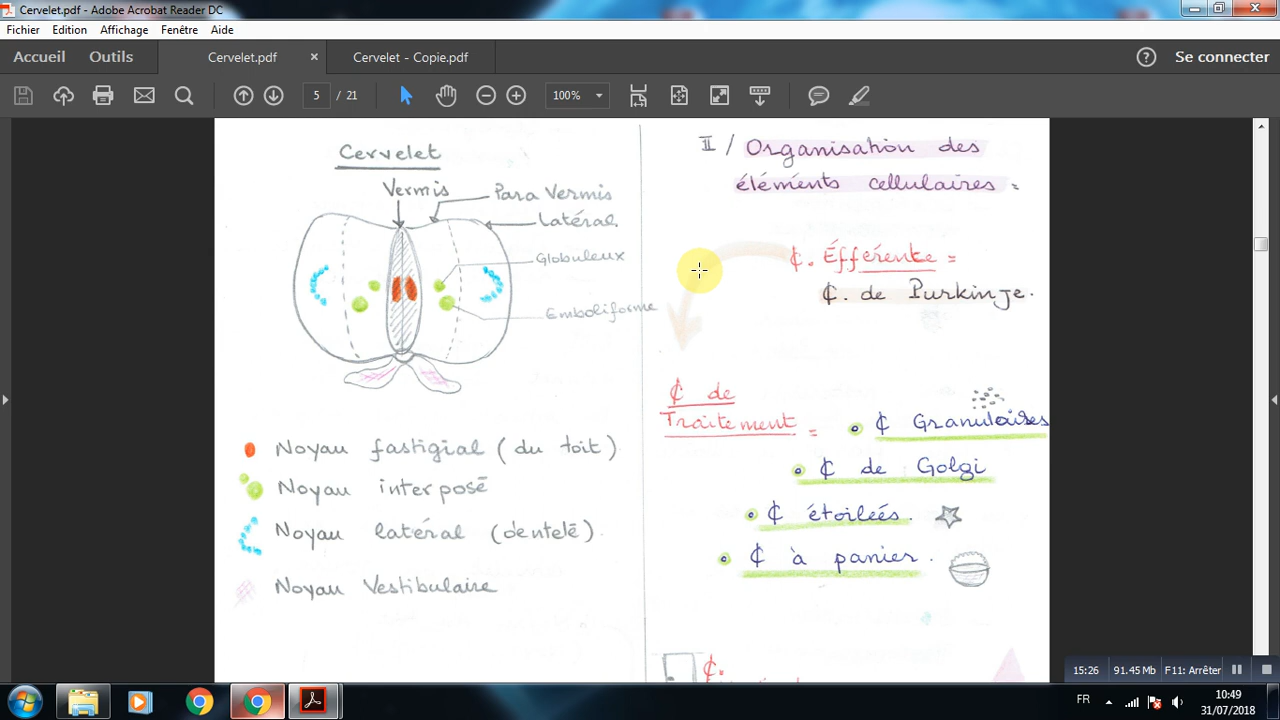 Cervelet.pdf - Adobe Acrobat Reader DC
Fichier Edition Affichage Fenêtre Aide
Accueil Outils Cervelet.pdf × Cervelet - Copie.pdf ? Se connecter
5 / 21 100%
Cervelet
Vermis
Para Vermis
Latéral.
Globuleux
Emboliforme
Noyau fastigial (du toit)
Noyau interposé
Noyau latéral (dentelé).
Noyau Vestibulaire
II / Organisation des
éléments cellulaires =
₵. Éfférente =
₵. de Purkinje.
₵ de
Traitement =
₵ Granulaires
₵ de Golgi
₵ étoileés.
₵ à panier.
₵.
15:26 91.45 Mb F11: Arrêter
FR 10:49
31/07/2018